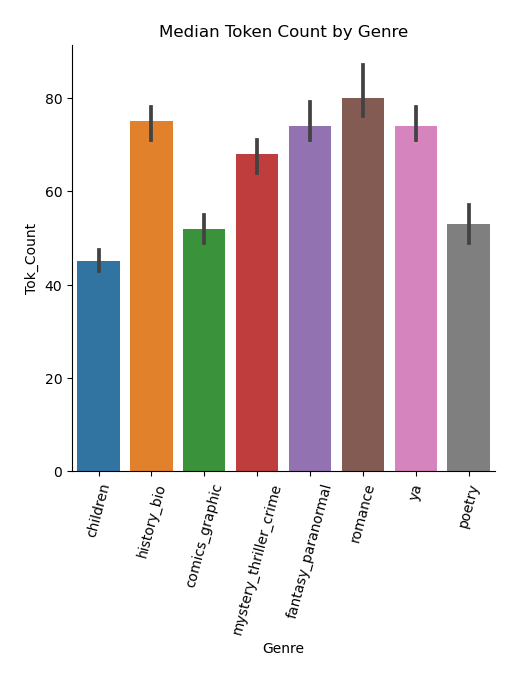 Median Token Count by Genre
Tok_Count
80
60
40
20
0
children
history_bio
comics_graphic
mystery_thriller_crime
fantasy_paranormal
romance
ya
poetry
Genre